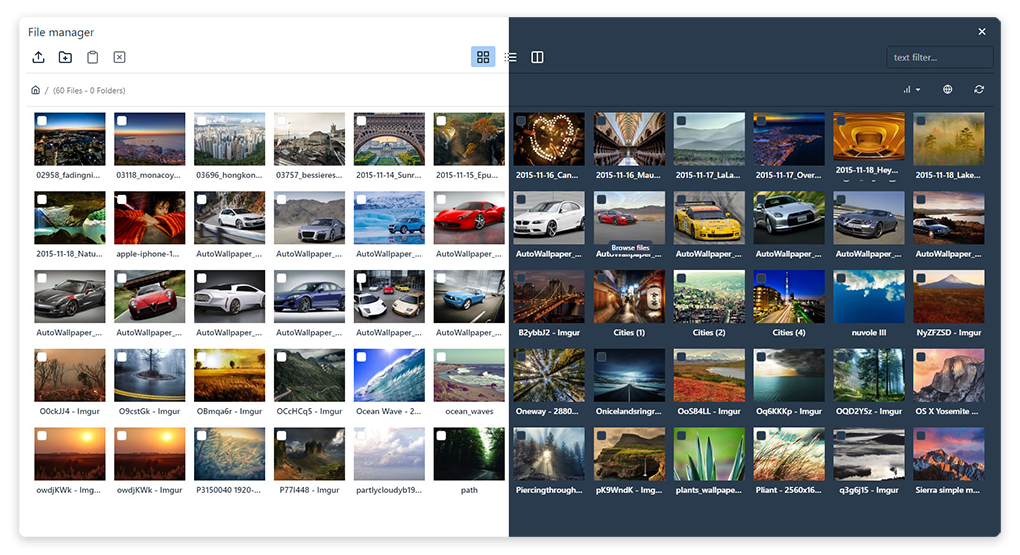 File manager
text filter...
/ (60 Files - 0 Folders)
02958_fadingni... 03118_monacoy... 03696_hongkon... 03757_bessieres... 2015-11-14_Sunr... 2015-11-15_Epu... 2015-11-16_Can... 2015-11-16_Mau... 2015-11-17_LaLa... 2015-11-17_Over... 2015-11-18_Hey... 2015-11-18_Lake...
2015-11-18_Natu... apple-iphone-1... AutoWallpaper_... AutoWallpaper_... AutoWallpaper_... AutoWallpaper_... AutoWallpaper_... AutoWallpaper_... AutoWallpaper_... AutoWallpaper_... AutoWallpaper_... AutoWallpaper_...
Browse files
AutoWallpaper_... AutoWallpaper_... AutoWallpaper_... AutoWallpaper_... AutoWallpaper_... AutoWallpaper_... B2ybbJ2 - Imgur Cities (1) Cities (2) Cities (4) nuvole III NyZFZSD - Imgur
O0ckJJ4 - Imgur O9cstGk - Imgur OBmqa6r - Imgur OCcHCq5 - Imgur Ocean Wave - 2... ocean_waves Oneway - 2880... Onicelandsringr... OoS84LL - Imgur Oq6KKKp - Imgur OQD2Y5z - Imgur OS X Yosemite ...
owdjKWk - Img... owdjKWk - Imgur P3150040 1920-... P77I448 - Imgur partlycloudyb19... path Piercingthrough... pK9WndK - Img... plants_wallpape... Pliant - 2560x16... q3g6j15 - Imgur Sierra simple m...